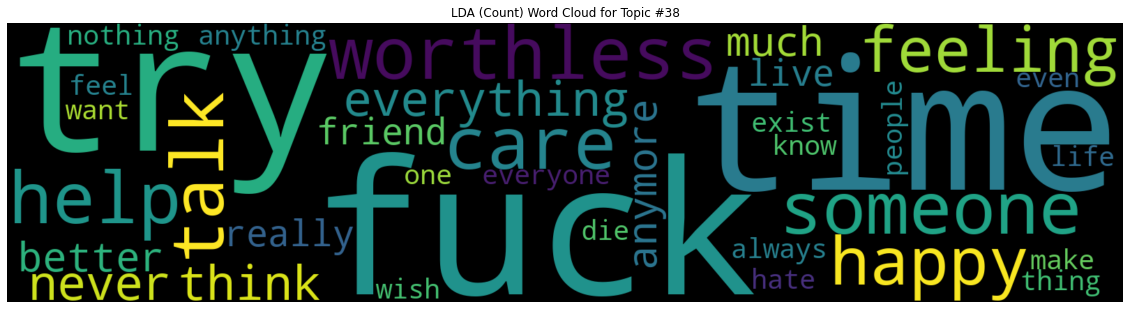 LDA (Count) Word Cloud for Topic #38
nothing anything worthless much feeling
try feel want talk everything live even
friend care exist people time
help one everyone anymore know life
fuck die someone
really always
better happy make
never think wish hate thing